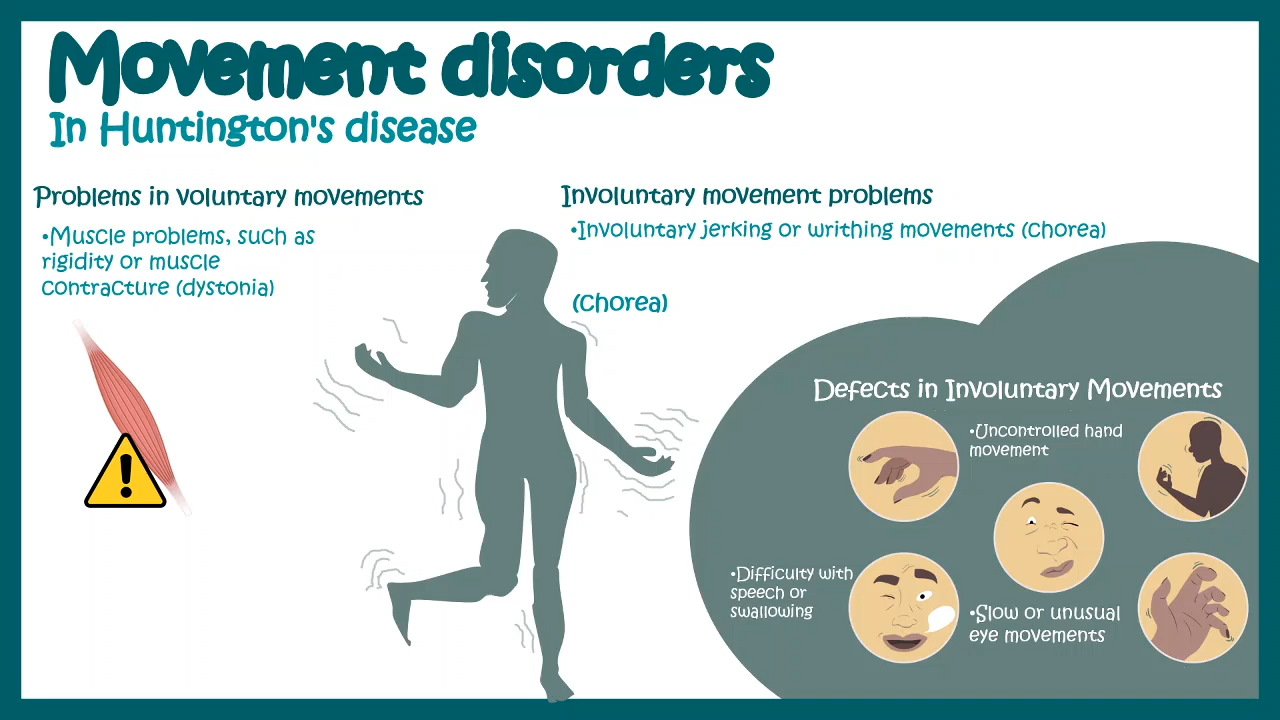 Movement disorders
In Huntington's disease
Problems in voluntary movements
•Muscle problems, such as
rigidity or muscle
contracture (dystonia)
Involuntary movement problems
•Involuntary jerking or writhing movements (chorea)
(chorea)
Defects in Involuntary Movements
•Uncontrolled hand
movement
•Difficulty with
speech or
swallowing
•Slow or unusual
eye movements